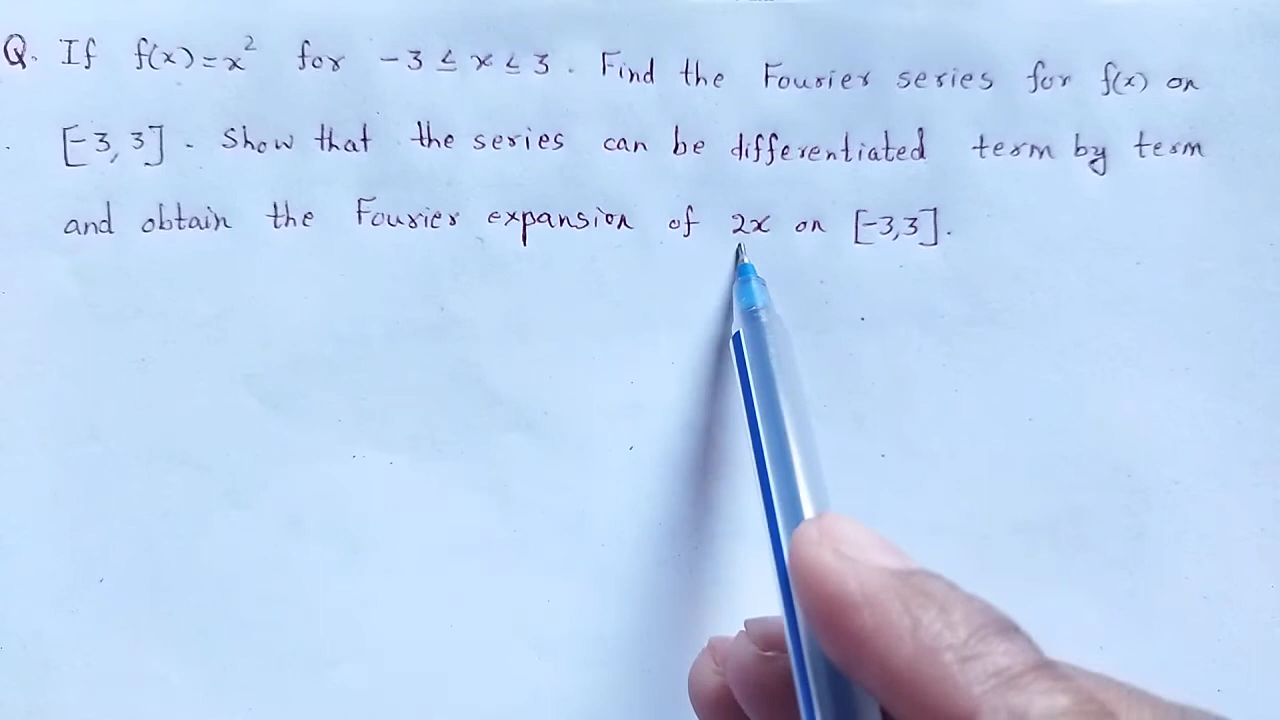 Q. If f(x)=x² for -3 ≤ x ≤ 3. Find the Fourier series for f(x) on
[-3, 3]. Show that the series can be differentiated term by term
and obtain the Fourier expansion of 2x on [-3,3].